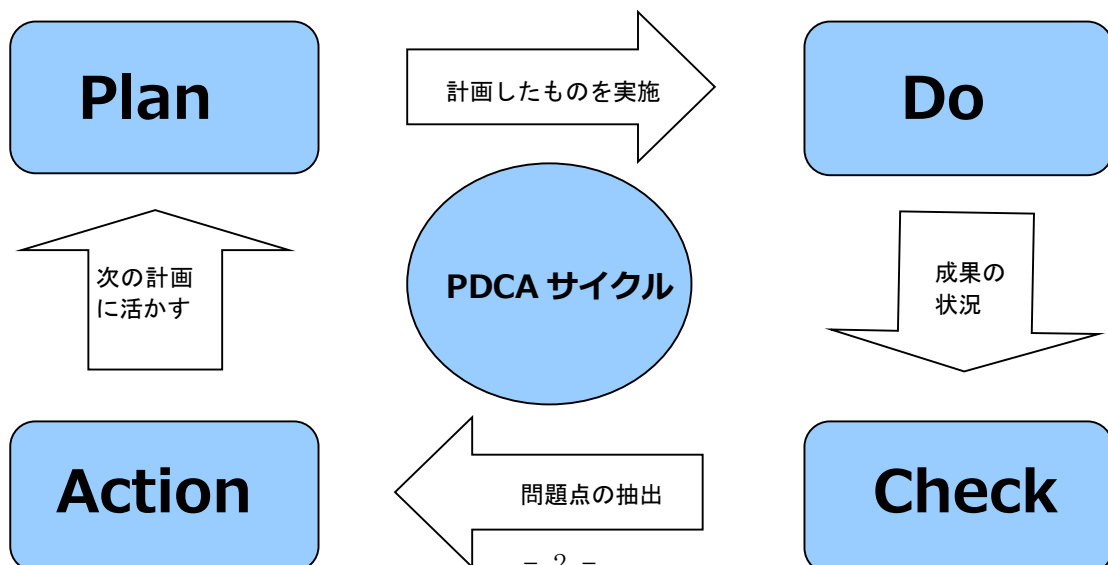 Plan
計画したものを実施
Do
次の計画
に活かす
PDCA サイクル
成果の
状況
Action
問題点の抽出
Check
- 2 -